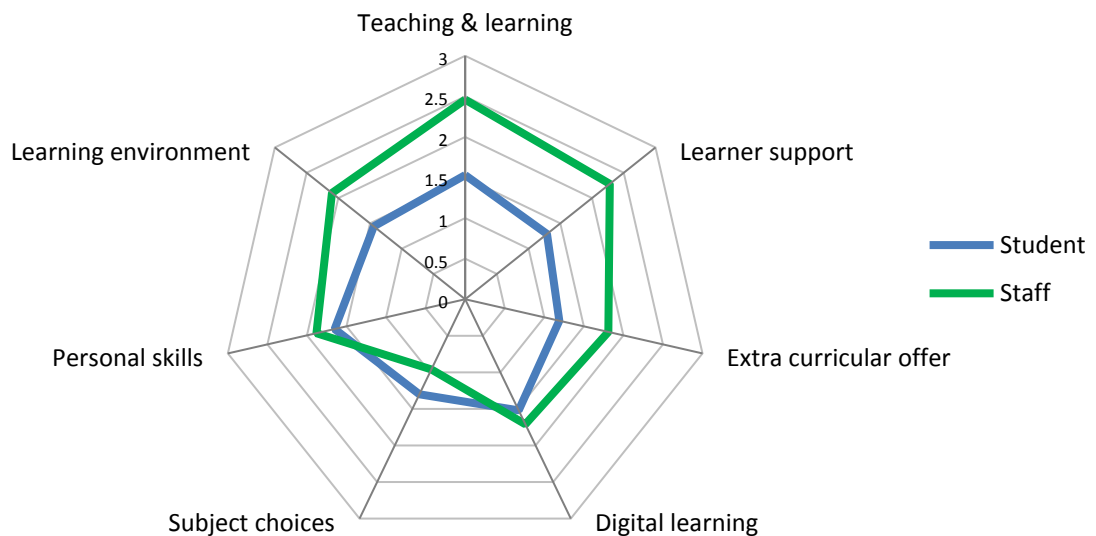 Teaching & learning
3
2.5
2
1.5
1
0.5
0
Learning environment
Learner support
Student
Staff
Personal skills
Extra curricular offer
Subject choices
Digital learning